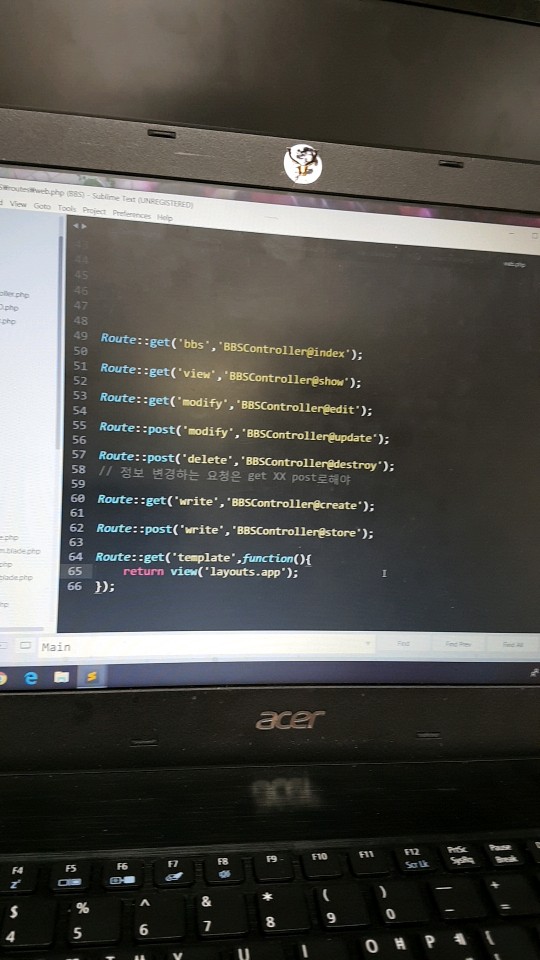 routes₩web.php (BBS) - Sublime Text (UNREGISTERED)
View Goto Tools Project Preferences Help
web.php
44
45
46
47
48
49 Route::get('bbs','BBSController@index');
50
51 Route::get('view','BBSController@show');
52
53 Route::get('modify','BBSController@edit');
54
55 Route::post('modify','BBSController@update');
56
57 Route::post('delete','BBSController@destroy');
58 // 정보 변경하는 요청은 get XX post로해야
59
60 Route::get('write','BBSController@create');
61
62 Route::post('write','BBSController@store');
63
64 Route::get('template',function(){
65 return view('layouts.app');
66 });
Main
Find Find Prev Find All
acer
F4 F5 F6 F7 F8 F9 F10 F11 F12 PrtSc Pause
Scr Lk SysRq Break
$ % ^ & * ( ) — +
4 5 6 7 8 9 0 - =
Y U I O P